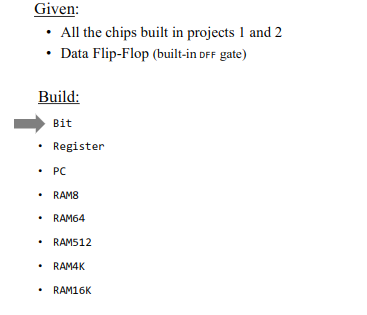 Given:
• All the chips built in projects 1 and 2
• Data Flip-Flop (built-in DFF gate)
Build:
Bit
• Register
• PC
• RAM8
• RAM64
• RAM512
• RAM4K
• RAM16K